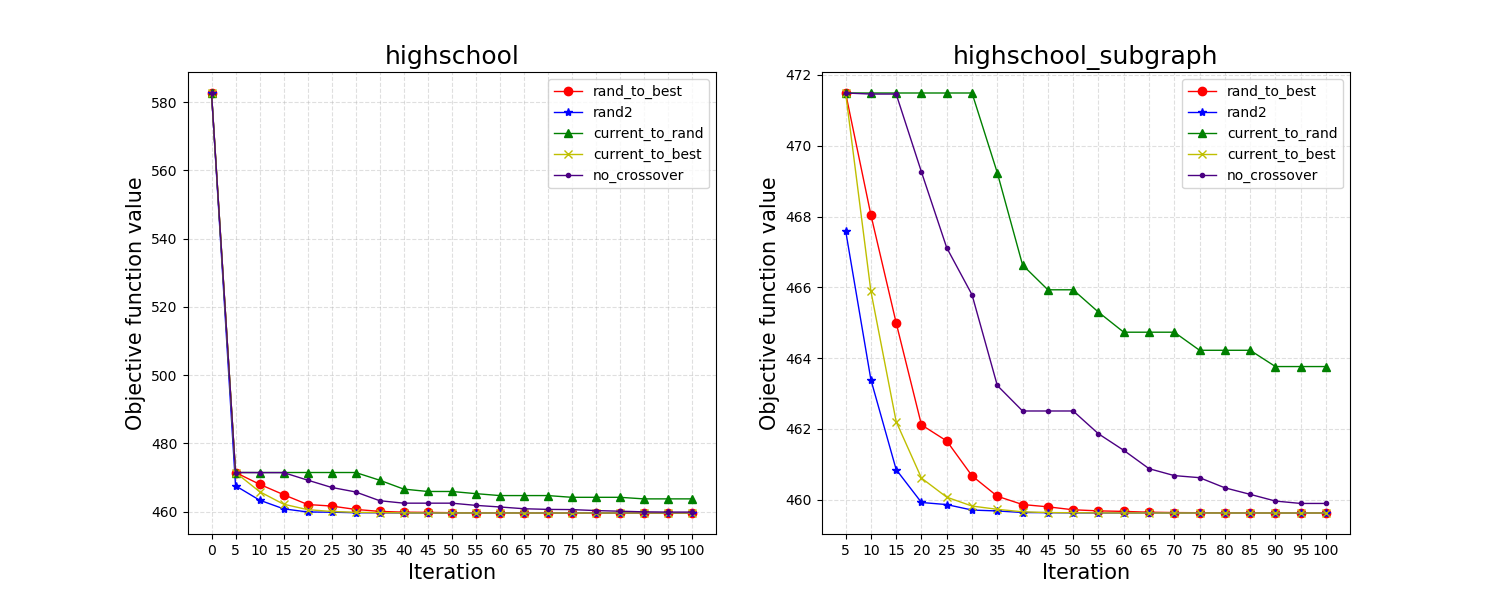 highschool
Objective function value
580
560
540
520
500
480
460
0 5 10 15 20 25 30 35 40 45 50 55 60 65 70 75 80 85 90 95 100
Iteration
rand_to_best
rand2
current_to_rand
current_to_best
no_crossover
highschool_subgraph
Objective function value
472
470
468
466
464
462
460
5 10 15 20 25 30 35 40 45 50 55 60 65 70 75 80 85 90 95 100
Iteration
rand_to_best
rand2
current_to_rand
current_to_best
no_crossover